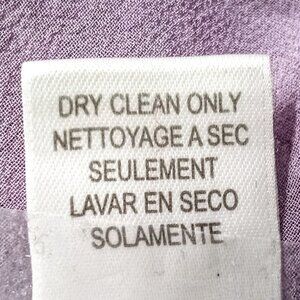 DRY CLEAN ONLY
NETTOYAGE A SEC
SEULEMENT
LAVAR EN SECO
SOLAMENTE